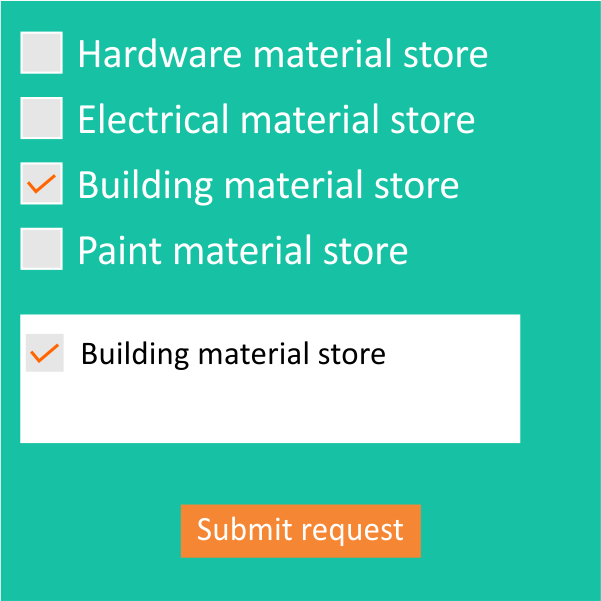 Hardware material store
Electrical material store
Building material store
Paint material store
Building material store
Submit request